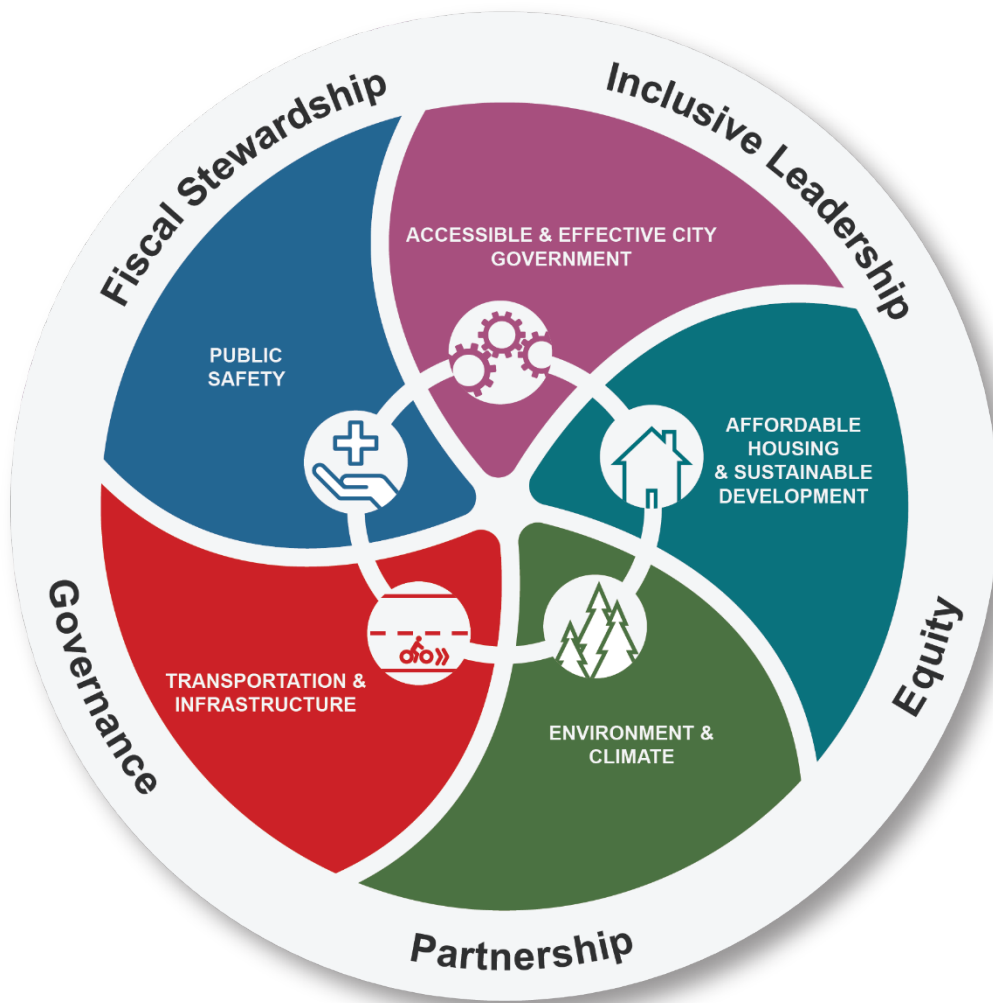 Fiscal Stewardship
Inclusive Leadership
ACCESSIBLE & EFFECTIVE CITY
GOVERNMENT
PUBLIC
SAFETY
AFFORDABLE
HOUSING
& SUSTAINABLE
DEVELOPMENT
TRANSPORTATION &
INFRASTRUCTURE
ENVIRONMENT &
CLIMATE
Governance
Equity
Partnership